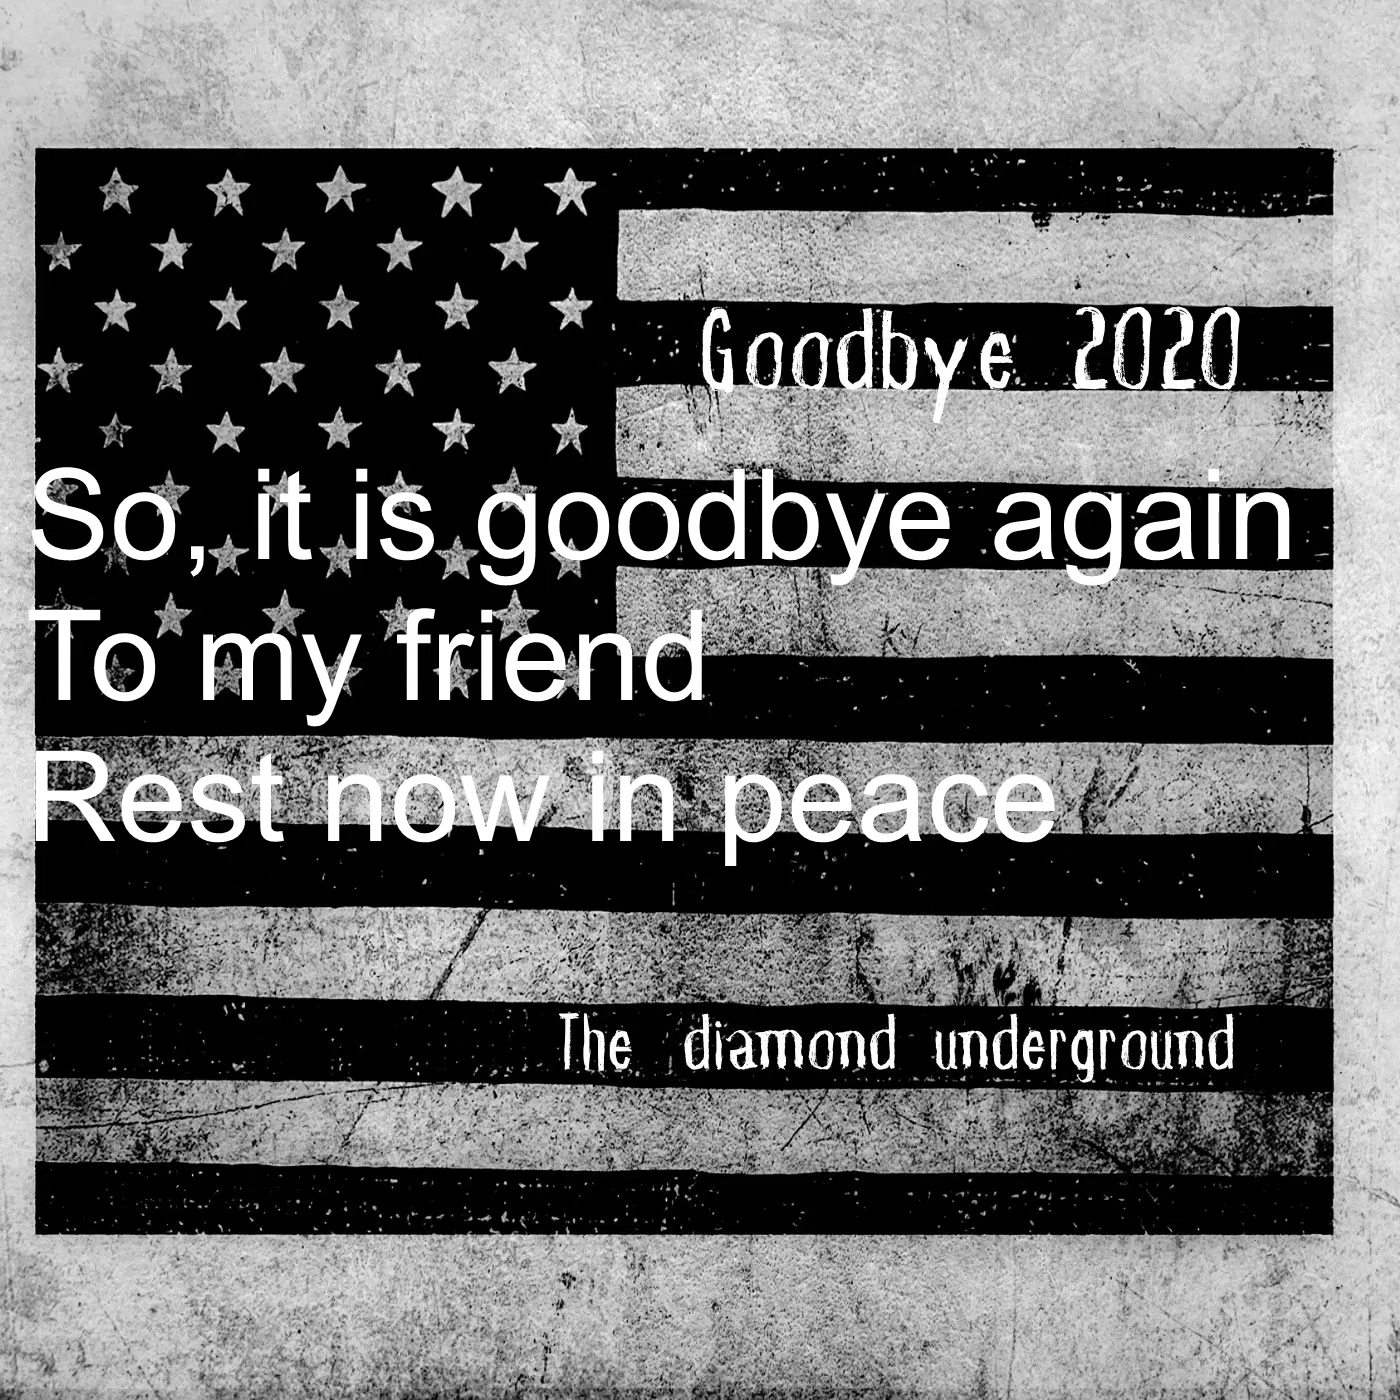 Goodbye 2020
So, it is goodbye again
To my friend
Rest now in peace
The diamond underground